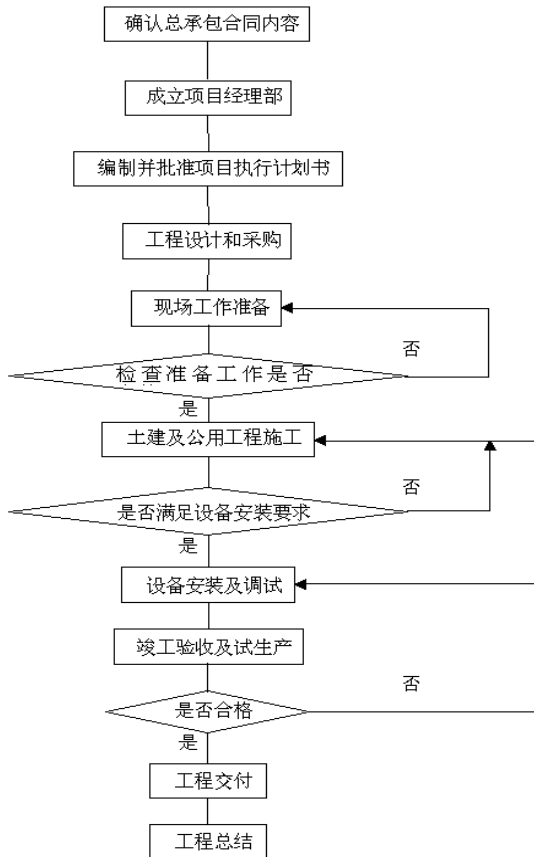 确认总承包合同内容
成立项目经理部
编制并批准项目执行计划书
工程设计和采购
现场工作准备
否
检查准备工作是否
是
土建及公用工程施工
否
是否满足设备安装要求
是
设备安装及调试
竣工验收及试生产
否
是否合格
是
工程交付
工程总结